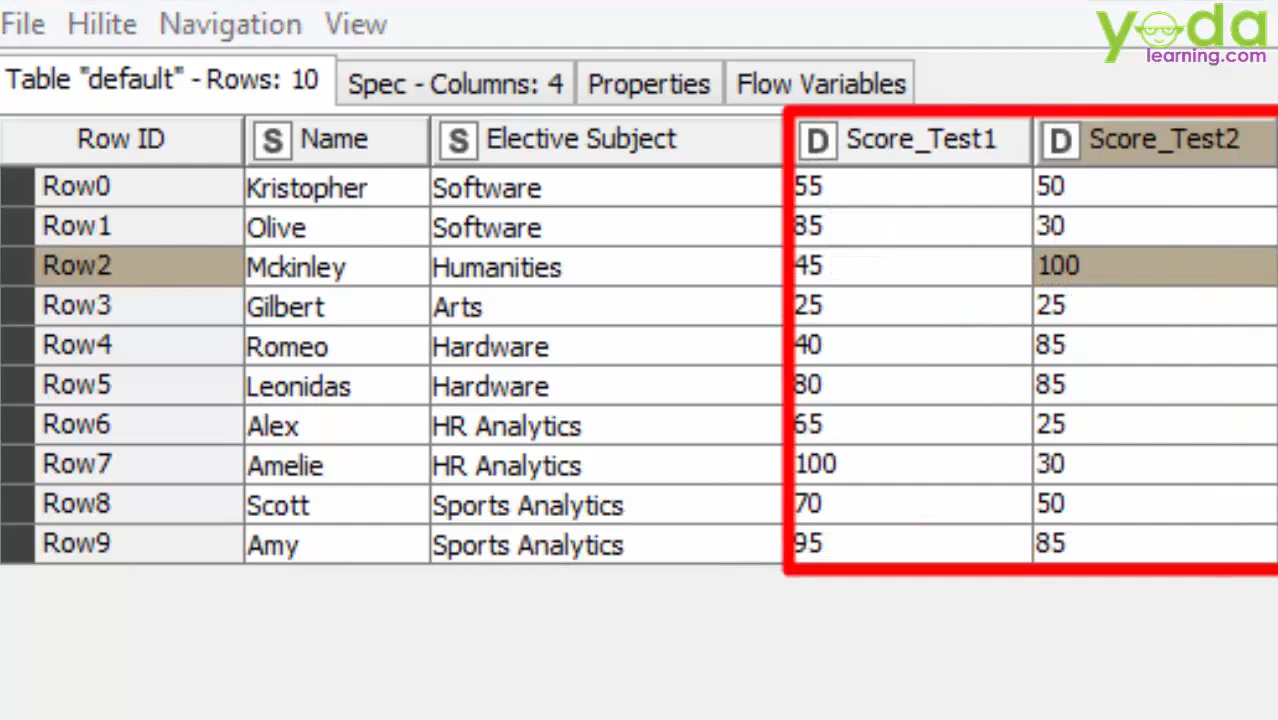 yoda
learning.com
File Hilite Navigation View
Table "default" - Rows: 10 Spec - Columns: 4 Properties Flow Variables
Row ID S Name S Elective Subject D Score_Test1 D Score_Test2
Row0 Kristopher Software 55 50
Row1 Olive Software 85 30
Row2 Mckinley Humanities 45 100
Row3 Gilbert Arts 25 25
Row4 Romeo Hardware 40 85
Row5 Leonidas Hardware 80 85
Row6 Alex HR Analytics 65 25
Row7 Amelie HR Analytics 100 30
Row8 Scott Sports Analytics 70 50
Row9 Amy Sports Analytics 95 85